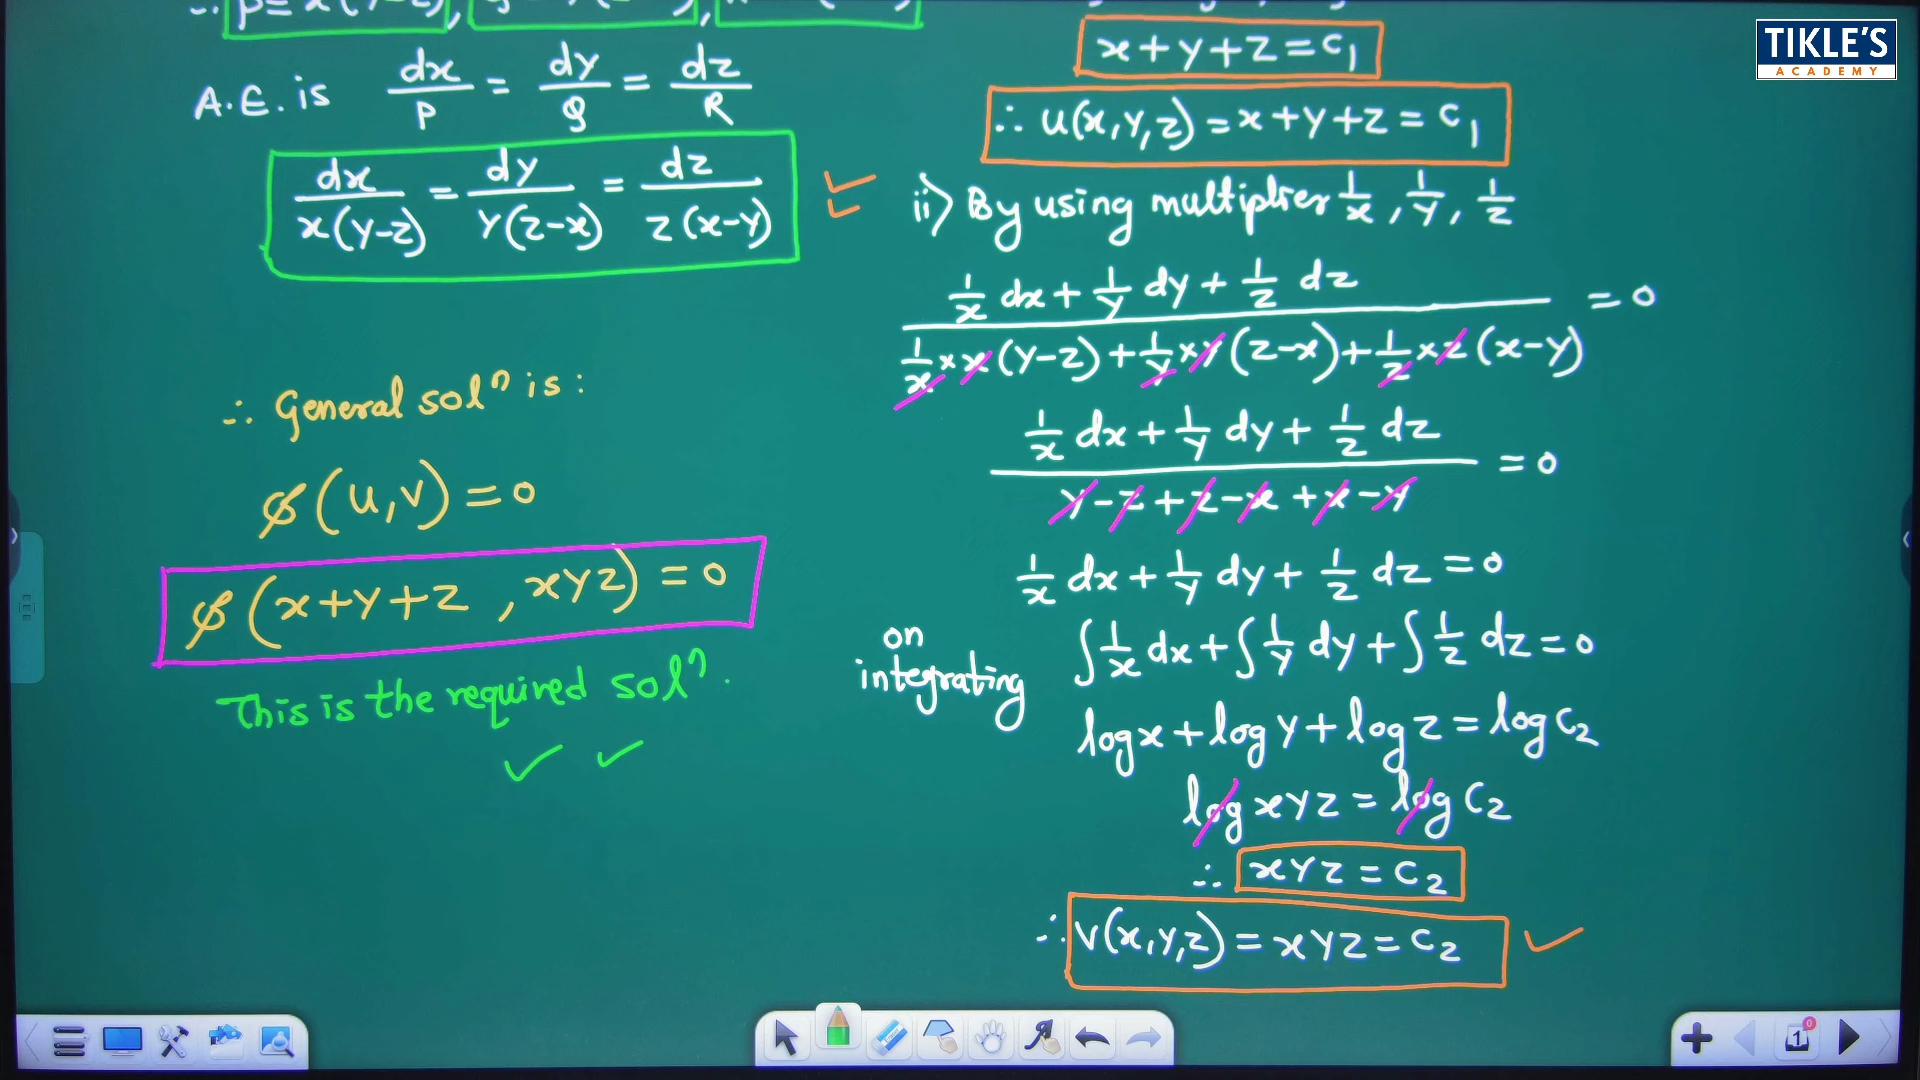 ∴ P = x(y-z),
A.E. is dx/P = dy/Q = dz/R
dx/x(y-z) = dy/y(z-x) = dz/z(x-y)
∴ General solⁿ is :
ϕ(u,v) = 0
ϕ(x+y+z , xyz) = 0
This is the required solⁿ.
x+y+z = c₁
∴ u(x,y,z) = x+y+z = c₁
ii) By using multiplier 1/x , 1/y , 1/z
(1/x dx + 1/y dy + 1/z dz) / (1/x × x(y-z) + 1/y × y(z-x) + 1/z × z(x-y)) = 0
(1/x dx + 1/y dy + 1/z dz) / (y-z+z-x+x-y) = 0
1/x dx + 1/y dy + 1/z dz = 0
on integrating ∫1/x dx + ∫1/y dy + ∫1/z dz = 0
log x + log y + log z = log c₂
log xyz = log c₂
∴ xyz = c₂
∴ v(x,y,z) = xyz = c₂
TIKLE'S
ACADEMY
1
0